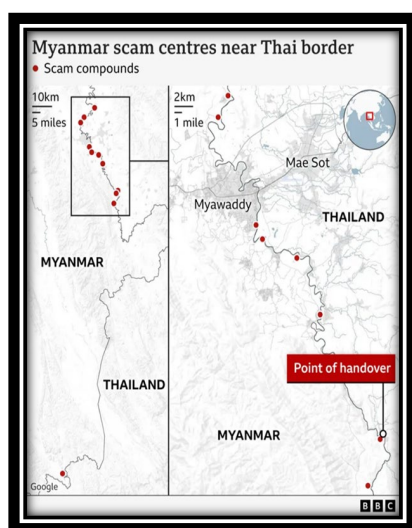 Myanmar scam centres near Thai border
Scam compounds
10km
5 miles
MYANMAR
THAILAND
Google
2km
1 mile
Mae Sot
Myawaddy
THAILAND
Point of handover
MYANMAR
BBC